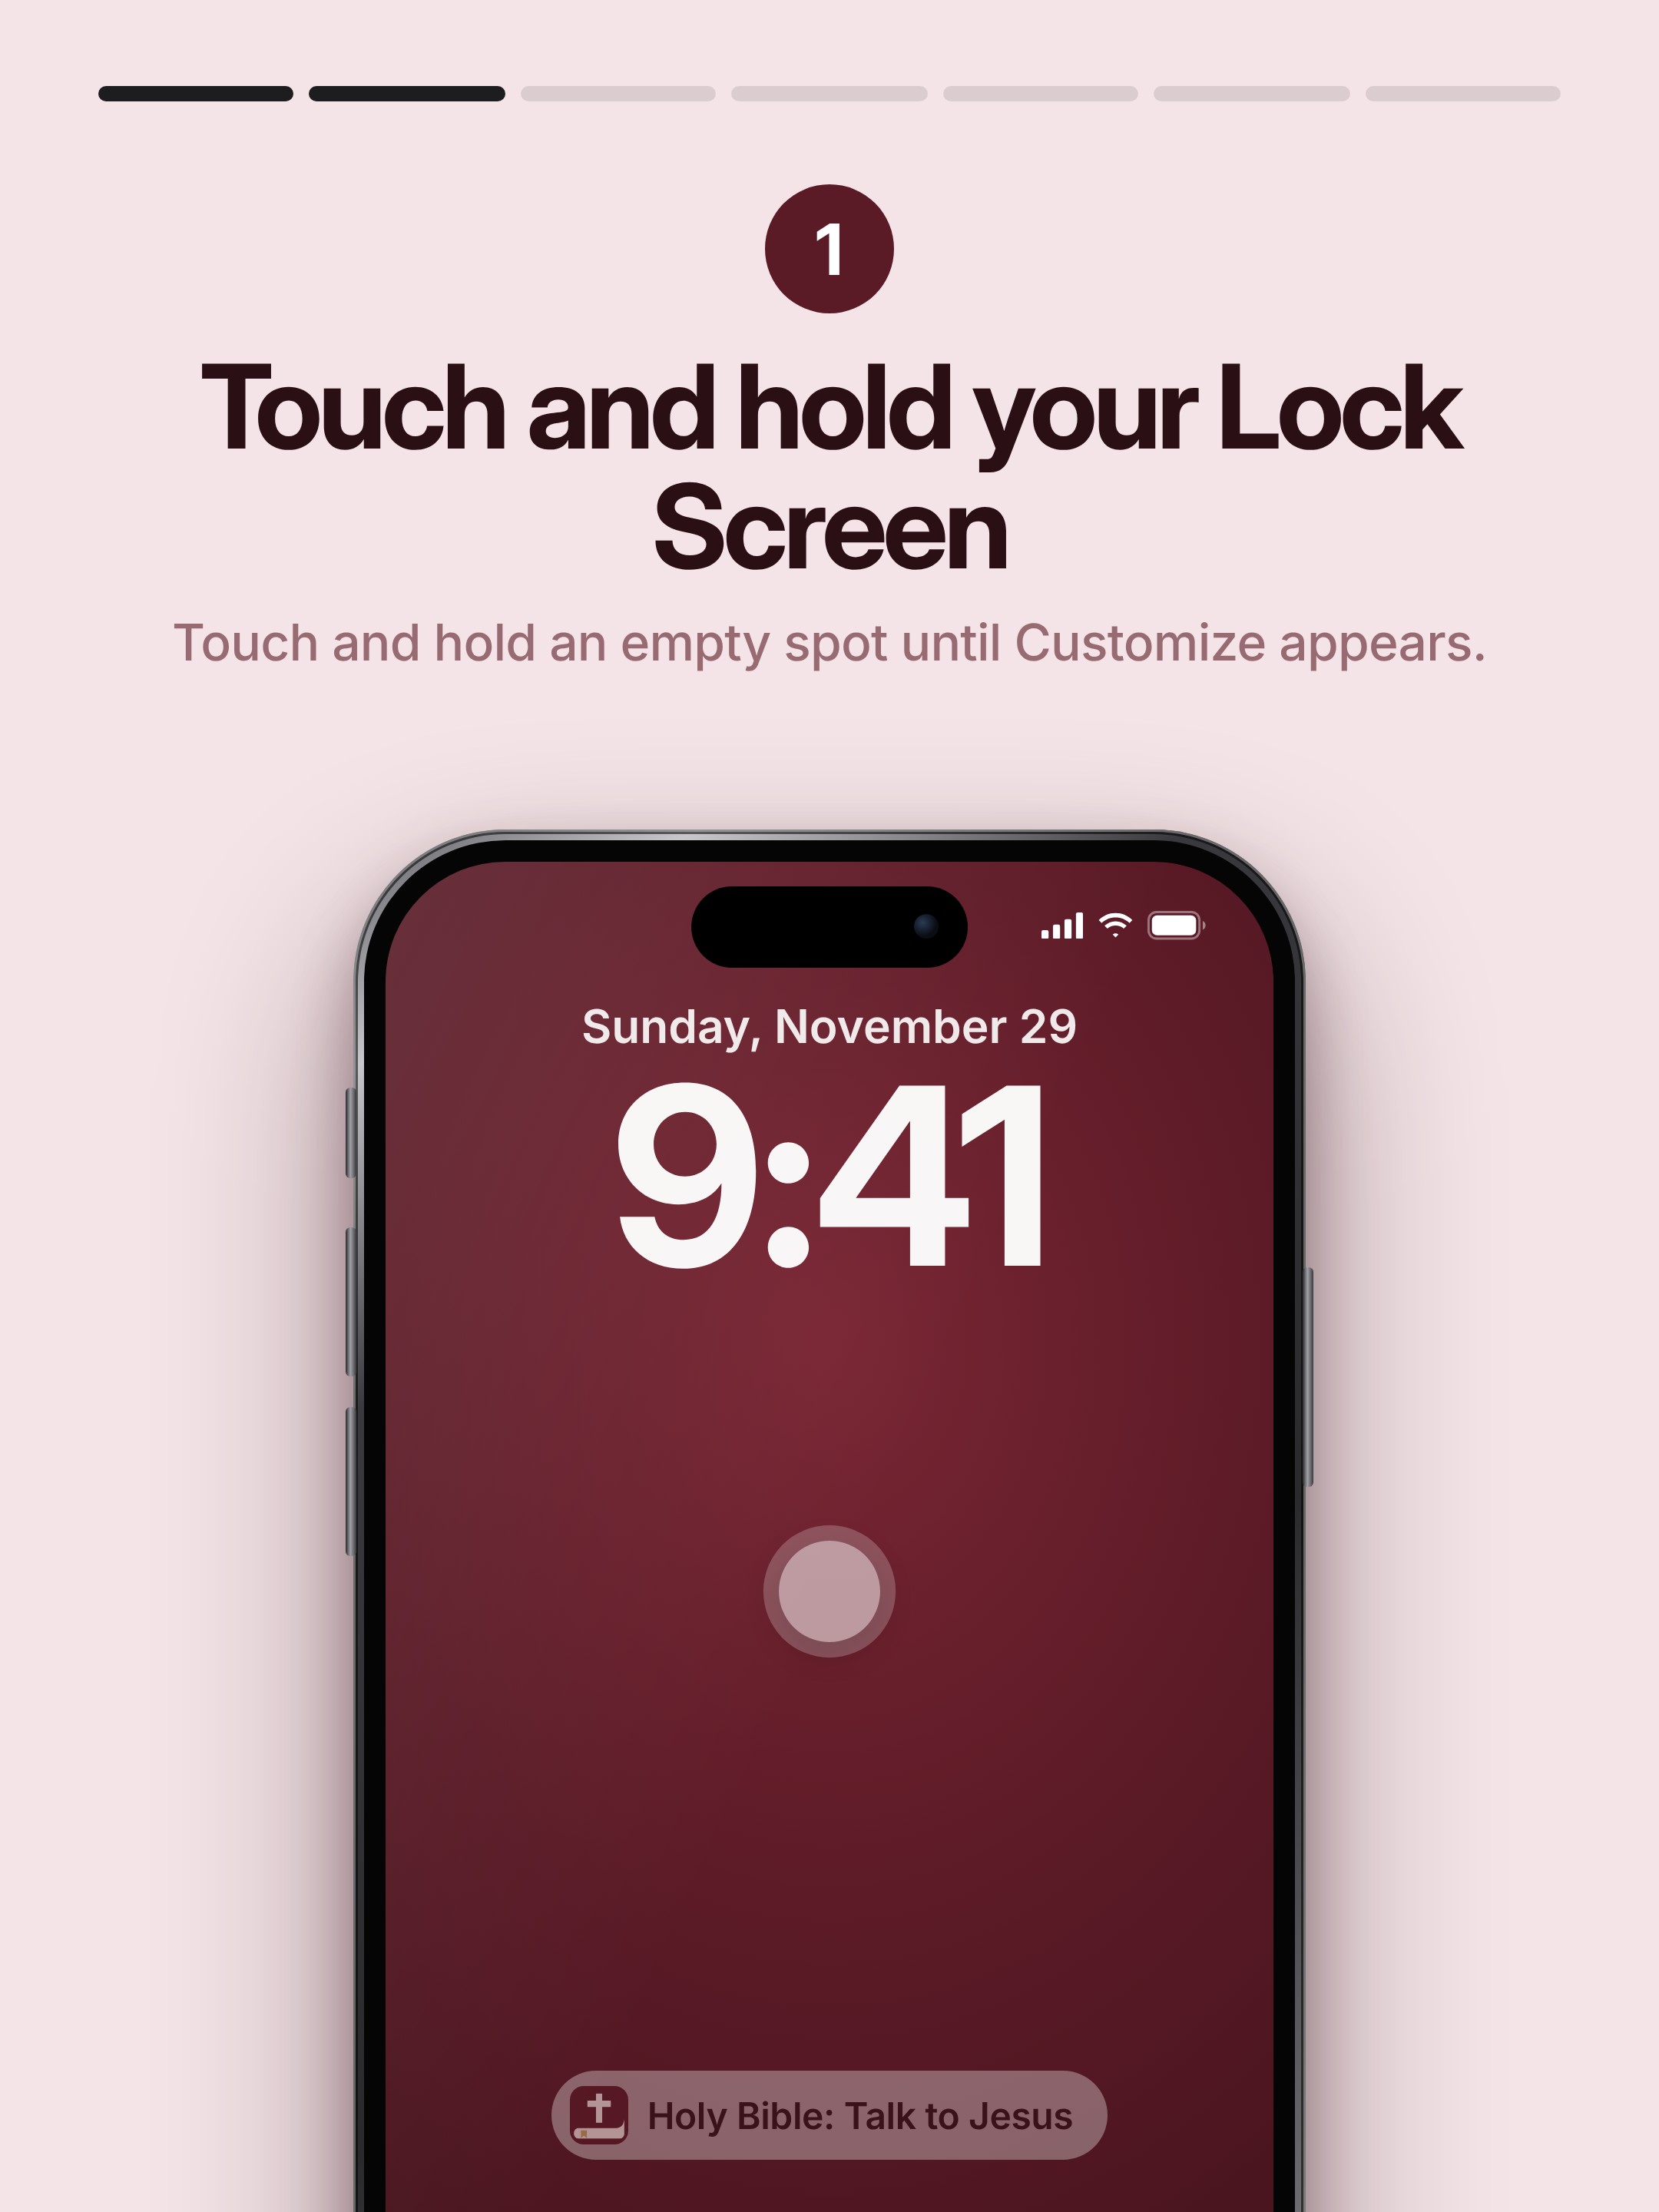 1
Touch and hold your Lock
Screen
Touch and hold an empty spot until Customize appears.
Sunday, November 29
9:41
Holy Bible: Talk to Jesus